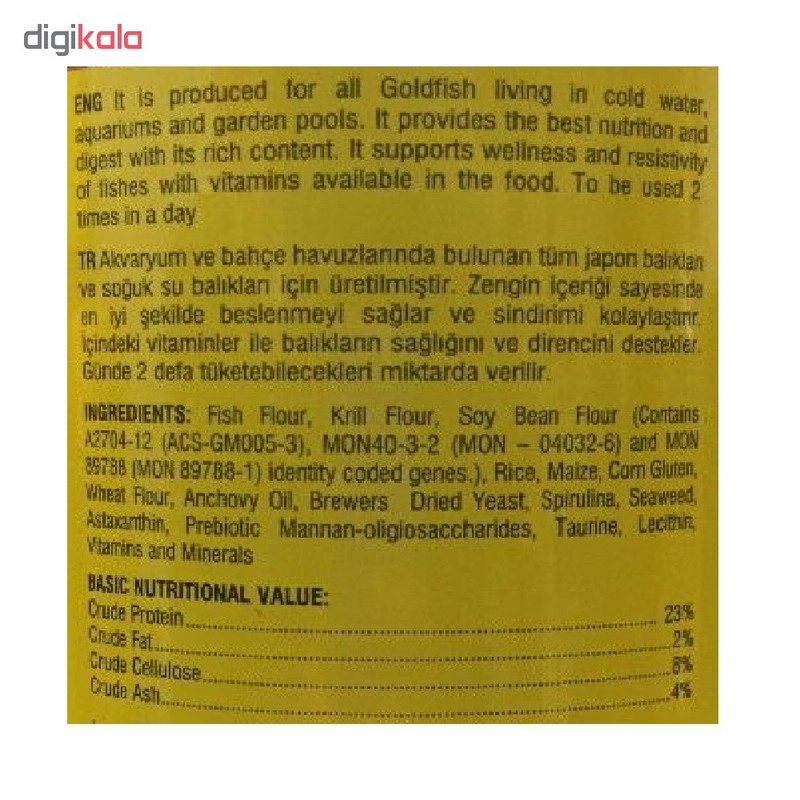 digikala
ENG It is produced for all Goldfish living in cold water,
aquariums and garden pools. It provides the best nutrition and
digest with its rich content. It supports wellness and resistivity
of fishes with vitamins available in the food. To be used 2
times in a day
TR Akvaryum ve bahçe havuzlarında bulunan tüm japon balıkları
ve soğuk su balıkları için üretilmiştir. Zengin içeriği sayesinde
en iyi şekilde beslenmeyi sağlar ve sindirimi kolaylaştırır.
İçindeki vitaminler ile balıkların sağlığını ve direncini destekler.
Günde 2 defa tüketebilecekleri miktarda verilir.
INGREDIENTS: Fish Flour, Krill Flour, Soy Bean Flour (Contains
A2704-12 (ACS-GM005-3), MON40-3-2 (MON – 04032-6) and MON
89788 (MON 89788-1) identity coded genes.), Rice, Maize, Corn Gluten,
Wheat Flour, Anchovy Oil, Brewers Dried Yeast, Spirulina, Seaweed,
Astaxanthin, Prebiotic Mannan-oligiosaccharides, Taurine, Lecithin,
Vitamins and Minerals
BASIC NUTRITIONAL VALUE:
Crude Protein 23%
Crude Fat 2%
Crude Cellulose 8%
Crude Ash 4%